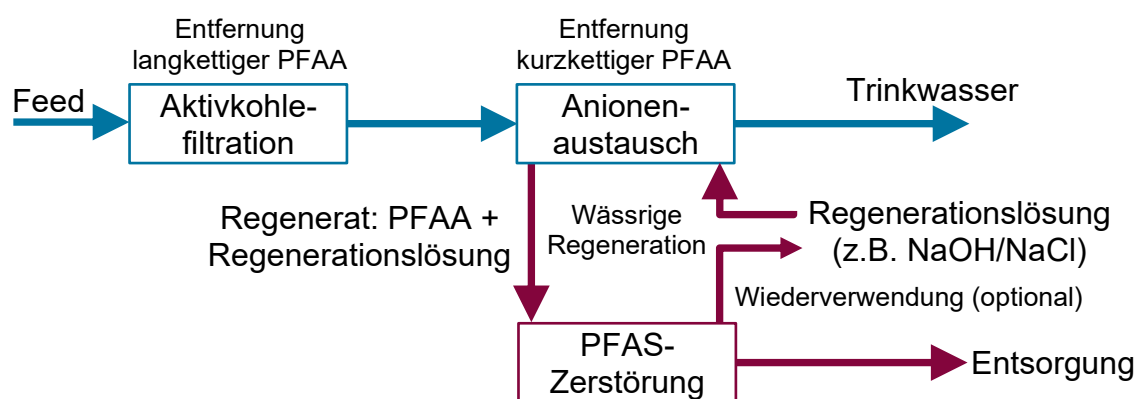 Entfernung
langkettiger PFAA
Entfernung
kurzkettiger PFAA
Feed
Aktivkohle-
filtration
Anionen-
austausch
Trinkwasser
Regenerat: PFAA +
Regenerationslösung
Wässrige
Regeneration
Regenerationslösung
(z.B. NaOH/NaCl)
Wiederverwendung (optional)
PFAS-
Zerstörung
Entsorgung